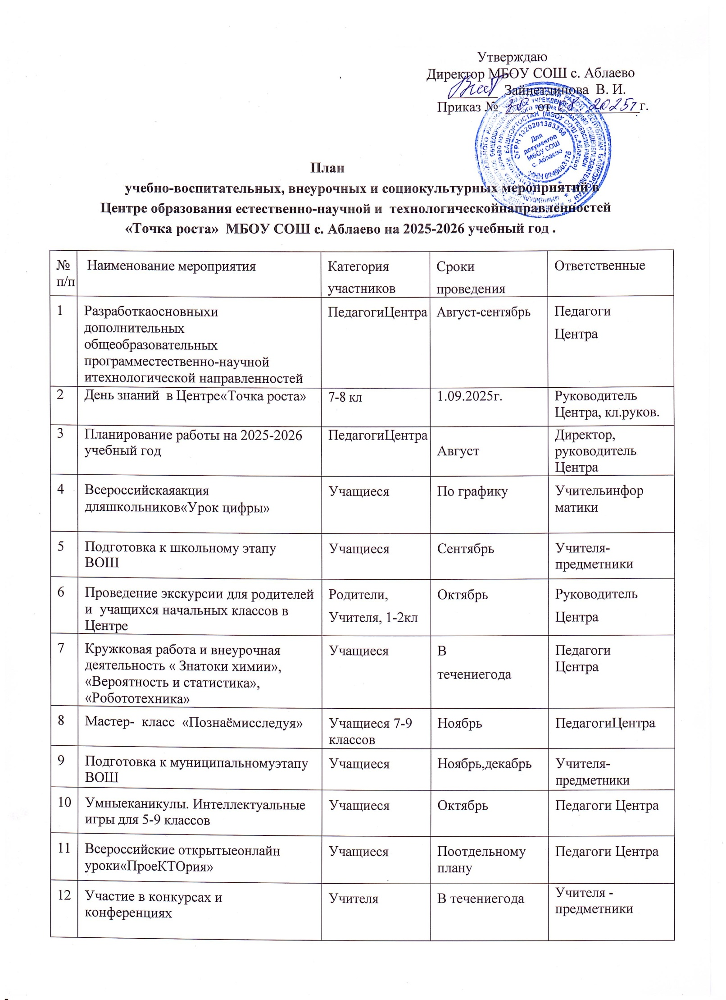 Утверждаю
Директор МБОУ СОШ с. Аблаево
Зайнетдинова В. И.
Приказ № от 2025г.
ОГРН 1020201383366
Для
документов
МБОУ СОШ
с. Аблаево
План
учебно-воспитательных, внеурочных и социокультурных мероприятий в
Центре образования естественно-научной и технологическойнаправленностей
«Точка роста» МБОУ СОШ с. Аблаево на 2025-2026 учебный год .
№
п/п
Наименование мероприятия
Категория
участников
Сроки
проведения
Ответственные
1
Разработкаосновныхи
дополнительных
общеобразовательных
программестественно-научной
итехнологической направленностей
ПедагогиЦентра
Август-сентябрь
Педагоги
Центра
2
День знаний в Центре«Точка роста»
7-8 кл
1.09.2025г.
Руководитель
Центра, кл.руков.
3
Планирование работы на 2025-2026
учебный год
ПедагогиЦентра
Август
Директор,
руководитель
Центра
4
Всероссийскаяакция
дляшкольников«Урок цифры»
Учащиеся
По графику
Учительинфор
матики
5
Подготовка к школьному этапу
ВОШ
Учащиеся
Сентябрь
Учителя-
предметники
6
Проведение экскурсии для родителей
и учащихся начальных классов в
Центре
Родители,
Учителя, 1-2кл
Октябрь
Руководитель
Центра
7
Кружковая работа и внеурочная
деятельность « Знатоки химии»,
«Вероятность и статистика»,
«Робототехника»
Учащиеся
В
течениегода
Педагоги
Центра
8
Мастер- класс «Познаёмисследуя»
Учащиеся 7-9
классов
Ноябрь
ПедагогиЦентра
9
Подготовка к муниципальномуэтапу
ВОШ
Учащиеся
Ноябрь,декабрь
Учителя-
предметники
10
Умныеканикулы. Интеллектуальные
игры для 5-9 классов
Учащиеся
Октябрь
Педагоги Центра
11
Всероссийские открытыеонлайн
уроки«ПроеКТОрия»
Учащиеся
Поотдельному
плану
Педагоги Центра
12
Участие в конкурсах и
конференциях
Учителя
В течениегода
Учителя -
предметники